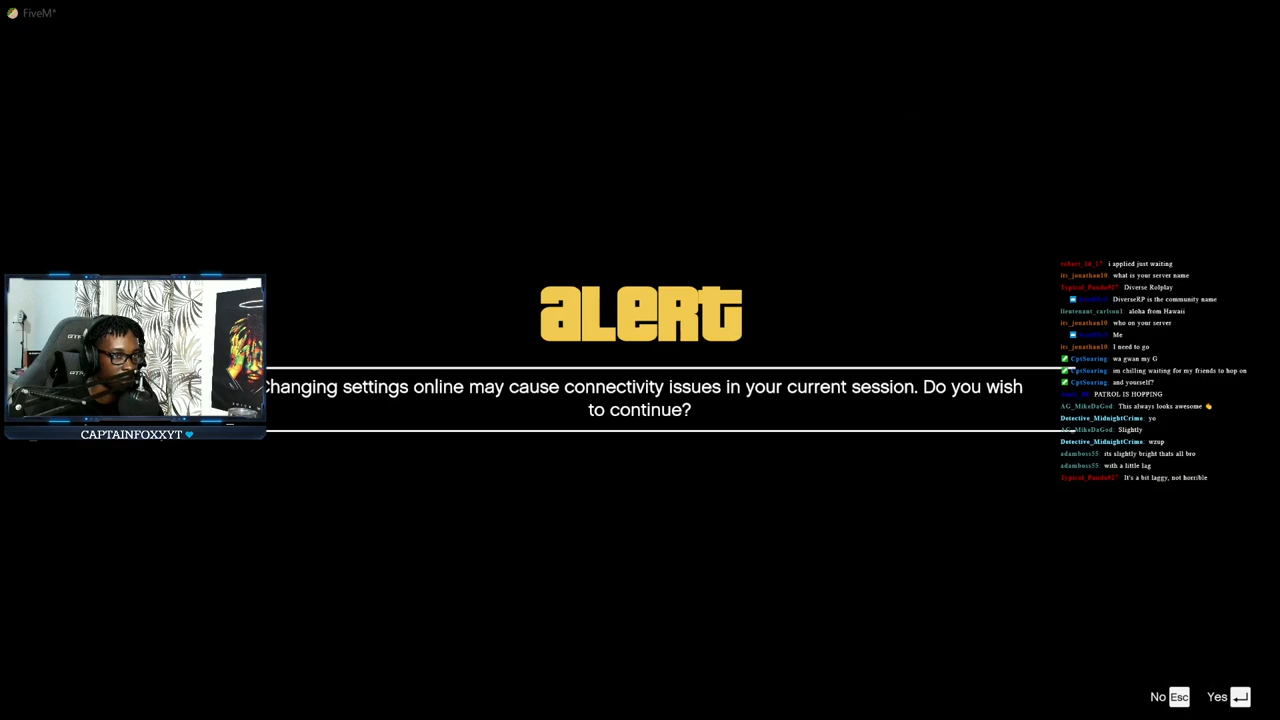 FiveM*
robert_10_17: i applied just waiting
its_jonathan10: what is your server name
Typical_Panda927: Diverse Rolplay
DiverseRP is the community name
lieutenant_carlson1: aloha from Hawaii
its_jonathan10: who on your server
Me
its_jonathan10: I need to go
CptSoaring: wa gwan my G
CptSoaring: im chilling waiting for my friends to hop on
CptSoaring: and yourself?
PATROL IS HOPPING
AG_MikeDaGod: This always looks awesome
Detective_MidnightCrime: yo
AG_MikeDaGod: Slightly
Detective_MidnightCrime: wzup
adamboss55: its slightly bright thats all bro
adamboss55: with a little lag
Typical_Panda927: It's a bit laggy, not horrible
alert
Changing settings online may cause connectivity issues in your current session. Do you wish
to continue?
CAPTAINFOXXYT
No Esc Yes